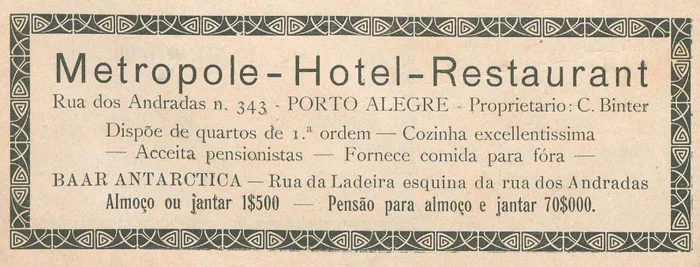 Metropole-Hotel-Restaurant
Rua dos Andradas n. 343 - PORTO ALEGRE - Proprietario: C. Binter
Dispõe de quartos de 1.ª ordem — Cozinha excellentissima
— Acceita pensionistas — Fornece comida para fóra —
BAAR ANTARCTICA — Rua da Ladeira esquina da rua dos Andradas
Almoço ou jantar 1$500 — Pensão para almoço e jantar 70$000.